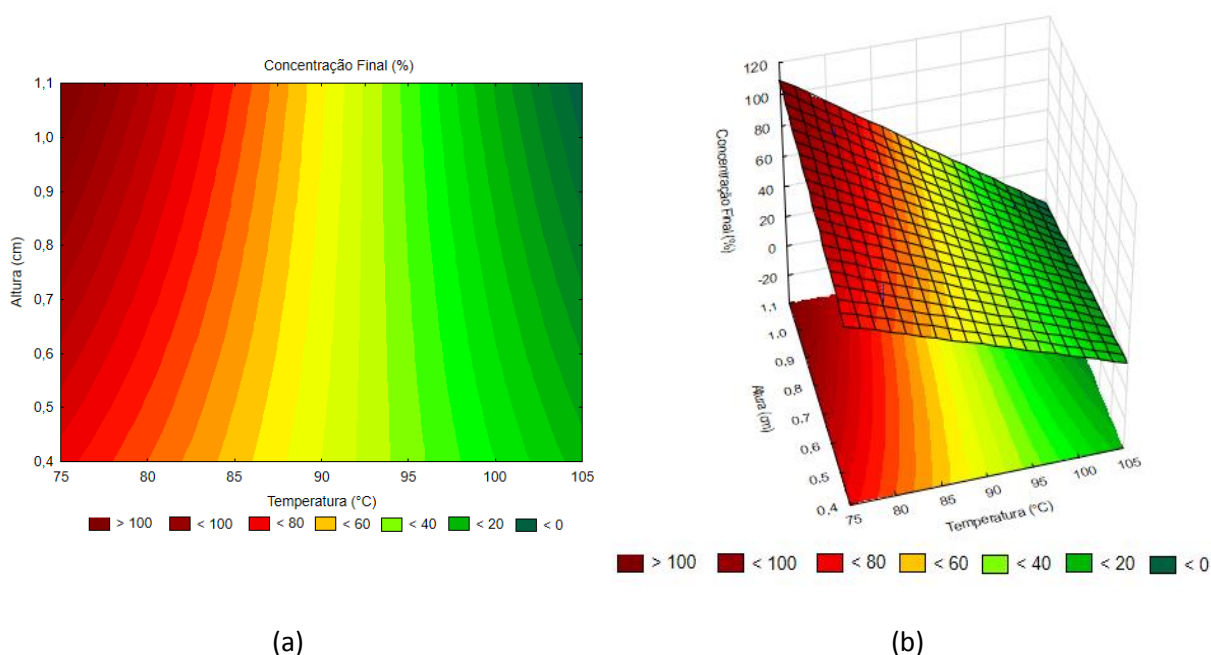 Concentração Final (%)
1,1
1,0
0,9
0,8
0,7
0,6
0,5
0,4
Altura (cm)
75 80 85 90 95 100 105
Temperatura (°C)
> 100 < 100 < 80 < 60 < 40 < 20 < 0
(a)
120
100
80
60
40
20
0
-20
Concentração Final (%)
1,1
1,0
0,9
0,8
0,7
0,6
0,5
0,4
Altura (cm)
75 80 85 90 95 100 105
Temperatura (°C)
> 100 < 100 < 80 < 60 < 40 < 20 < 0
(b)